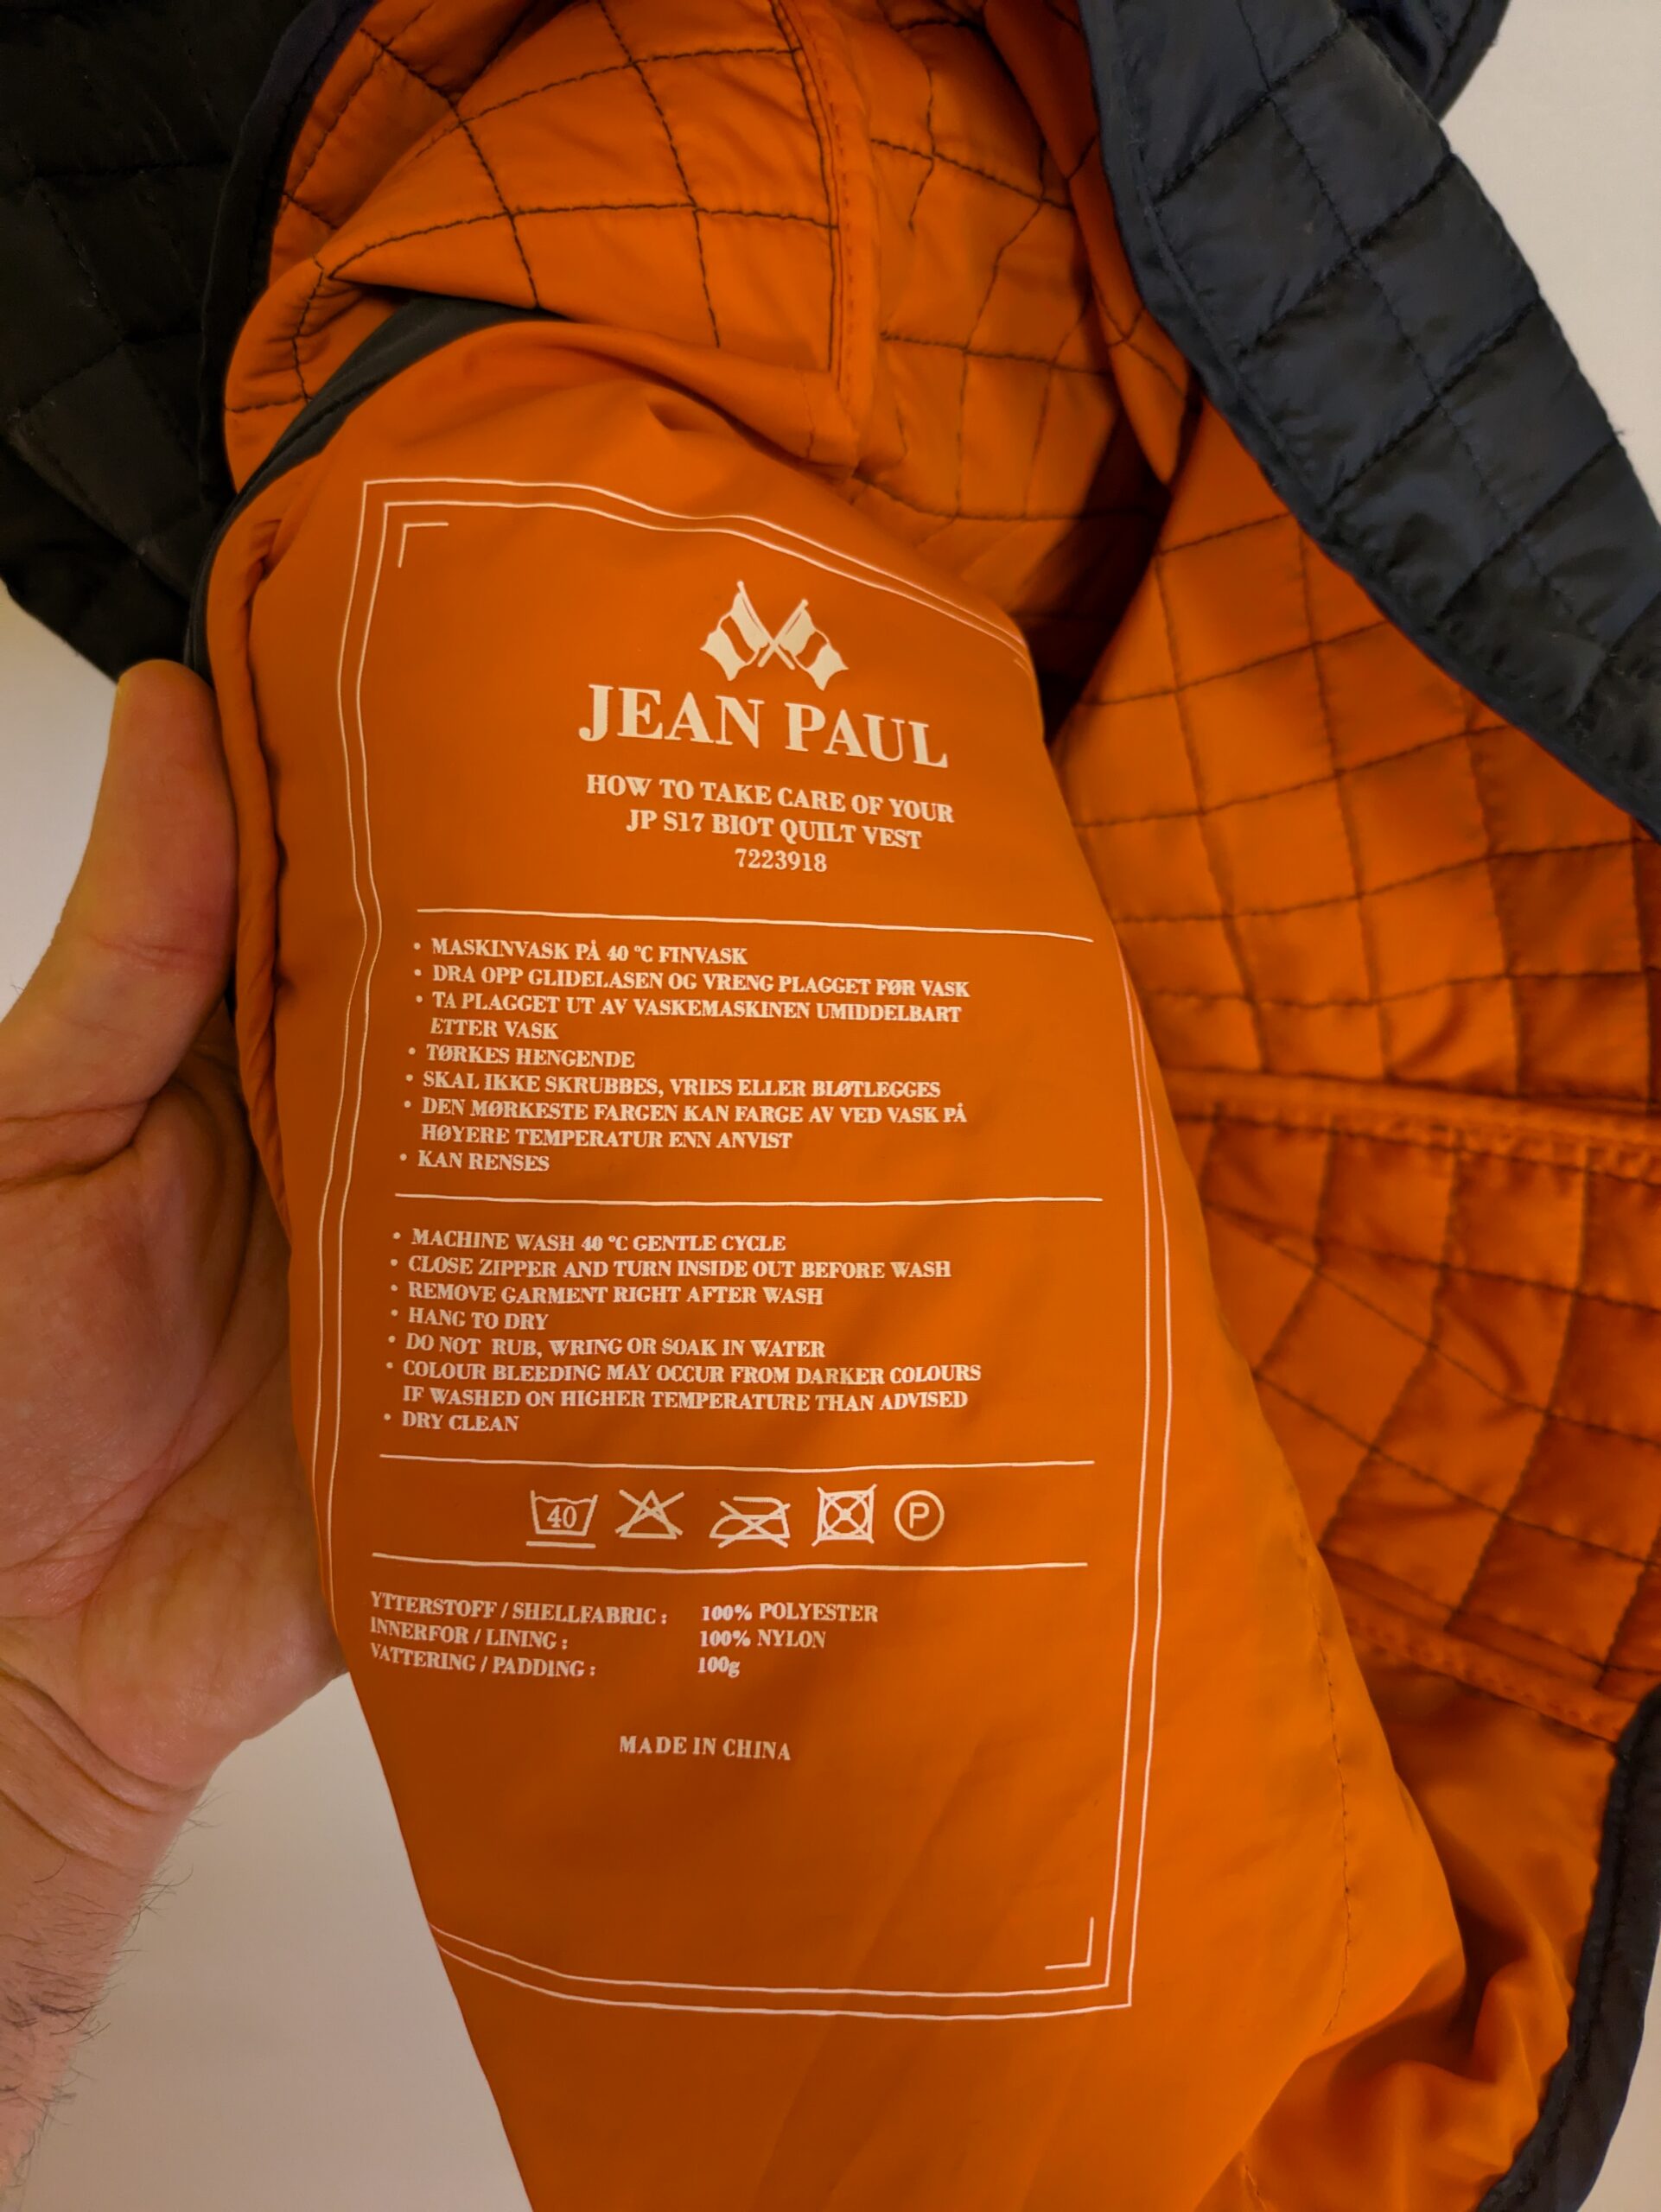 JEAN PAUL
HOW TO TAKE CARE OF YOUR
JP S17 BIOT QUILT VEST
7223918
• MASKINVASK PÅ 40 °C FINVASK
• DRA OPP GLIDELASEN OG VRENG PLAGGET FØR VASK
• TA PLAGGET UT AV VASKEMASKINEN UMIDDELBART
ETTER VASK
• TØRKES HENGENDE
• SKAL IKKE SKRUBBES, VRIES ELLER BLØTLEGGES
• DEN MØRKESTE FARGEN KAN FARGE AV VED VASK PÅ
HØYERE TEMPERATUR ENN ANVIST
• KAN RENSES
• MACHINE WASH 40 °C GENTLE CYCLE
• CLOSE ZIPPER AND TURN INSIDE OUT BEFORE WASH
• REMOVE GARMENT RIGHT AFTER WASH
• HANG TO DRY
• DO NOT RUB, WRING OR SOAK IN WATER
• COLOUR BLEEDING MAY OCCUR FROM DARKER COLOURS
IF WASHED ON HIGHER TEMPERATURE THAN ADVISED
• DRY CLEAN
40 P
YTTERSTOFF / SHELLFABRIC : 100% POLYESTER
INNERFOR / LINING : 100% NYLON
VATTERING / PADDING : 100g
MADE IN CHINA